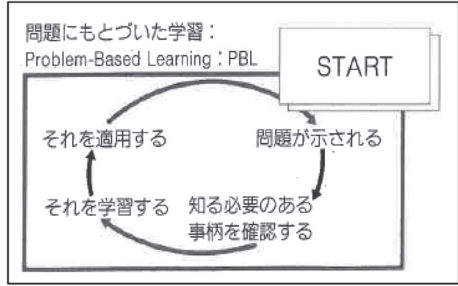 問題にもとづいた学習：
Problem-Based Learning：PBL
START
それを適用する
問題が示される
それを学習する
知る必要のある
事柄を確認する